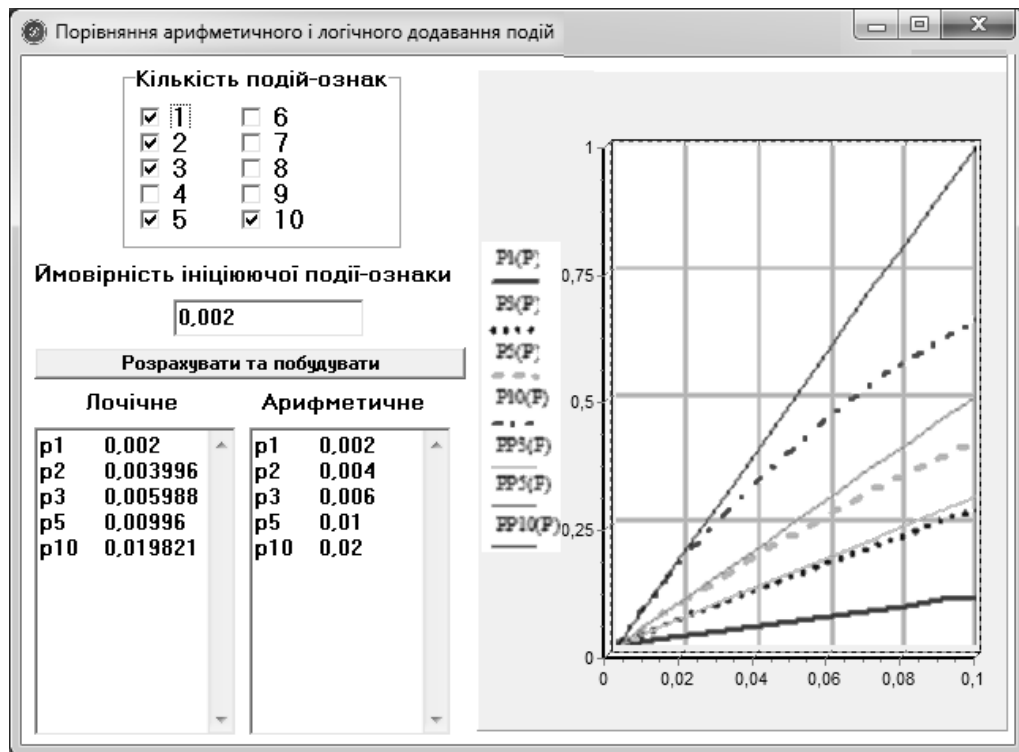 Порівняння арифметичного і логічного додавання подій
Кількість подій-ознак
1 6
2 7
3 8
4 9
5 10
Ймовірність ініціюючої події-ознаки
0,002
Розрахувати та побудувати
Лочічне Арифметичне
p1 0,002 p1 0,002
p2 0,003996 p2 0,004
p3 0,005988 p3 0,006
p5 0,00996 p5 0,01
p10 0,019821 p10 0,02
P1(P)
P3(P)
P5(P)
P10(P)
PP3(P)
PP5(P)
PP10(P)
1
0,75
0,5
0,25
0
0 0,02 0,04 0,06 0,08 0,1